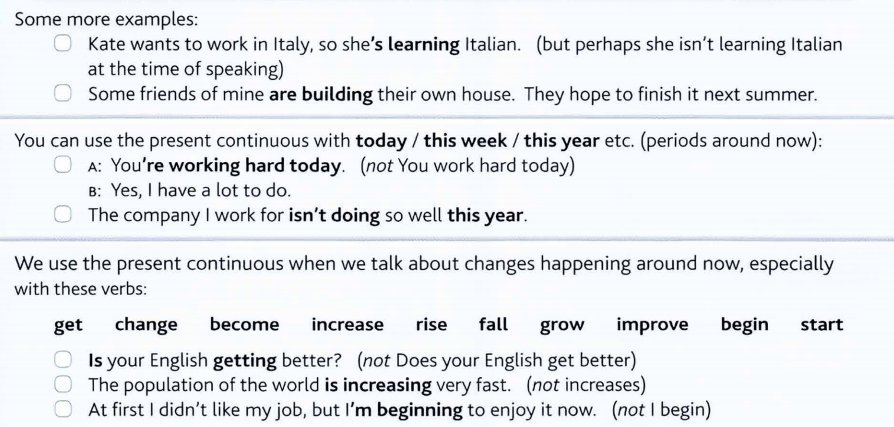 Some more examples:
Kate wants to work in Italy, so she's learning Italian. (but perhaps she isn't learning Italian
at the time of speaking)
Some friends of mine are building their own house. They hope to finish it next summer.
You can use the present continuous with today / this week / this year etc. (periods around now):
A: You're working hard today. (not You work hard today)
B: Yes, I have a lot to do.
The company I work for isn't doing so well this year.
We use the present continuous when we talk about changes happening around now, especially
with these verbs:
get change become increase rise fall grow improve begin start
Is your English getting better? (not Does your English get better)
The population of the world is increasing very fast. (not increases)
At first I didn't like my job, but I'm beginning to enjoy it now. (not I begin)